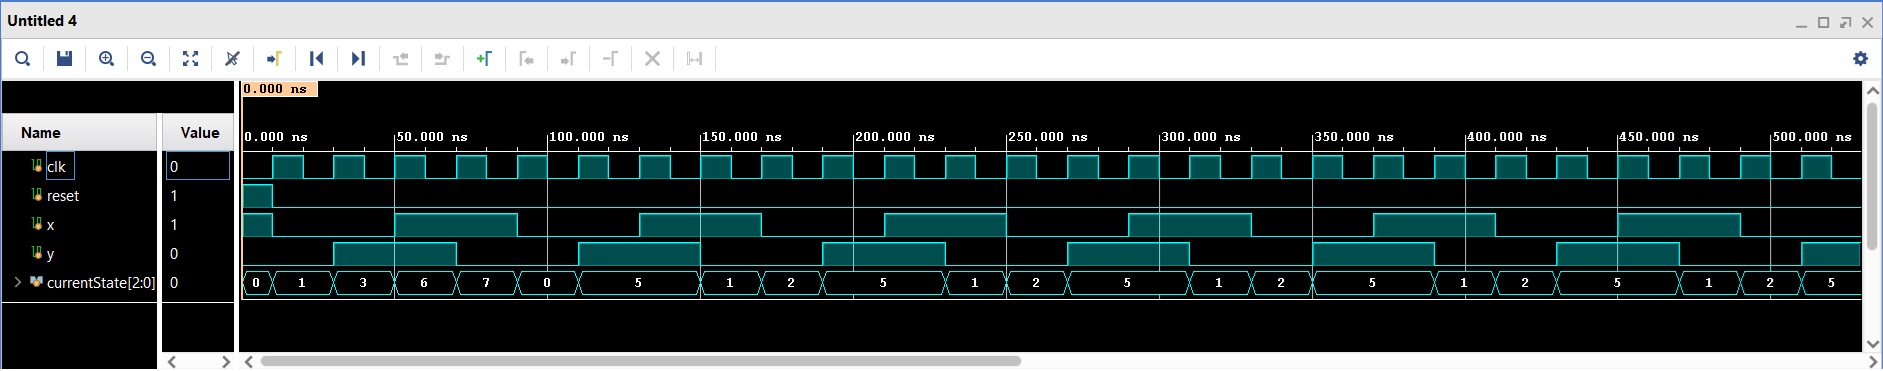 Untitled 4
0.000 ns
Name Value
0.000 ns 50.000 ns 100.000 ns 150.000 ns 200.000 ns 250.000 ns 300.000 ns 350.000 ns 400.000 ns 450.000 ns 500.000 ns
clk 0
reset 1
x 1
y 0
currentState[2:0] 0 0 1 3 6 7 0 5 1 2 5 1 2 5 1 2 5 1 2 5 1 2 5